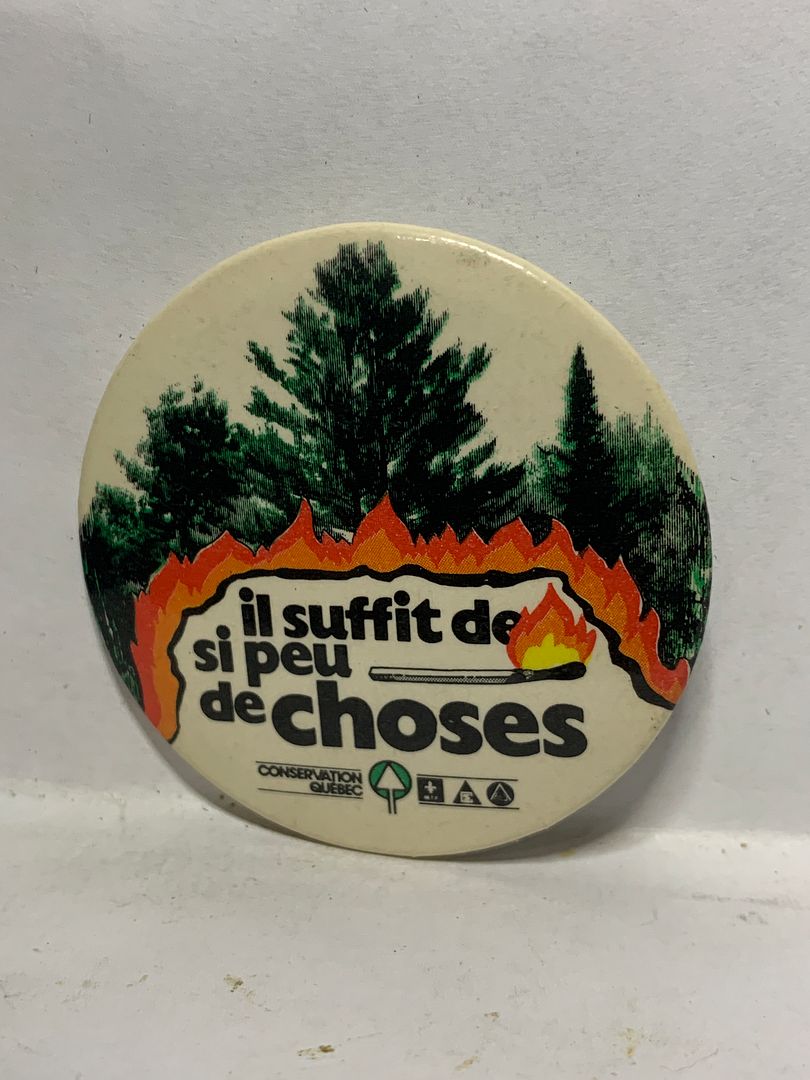 il suffit de
si peu
de choses
CONSERVATION
QUÉBEC